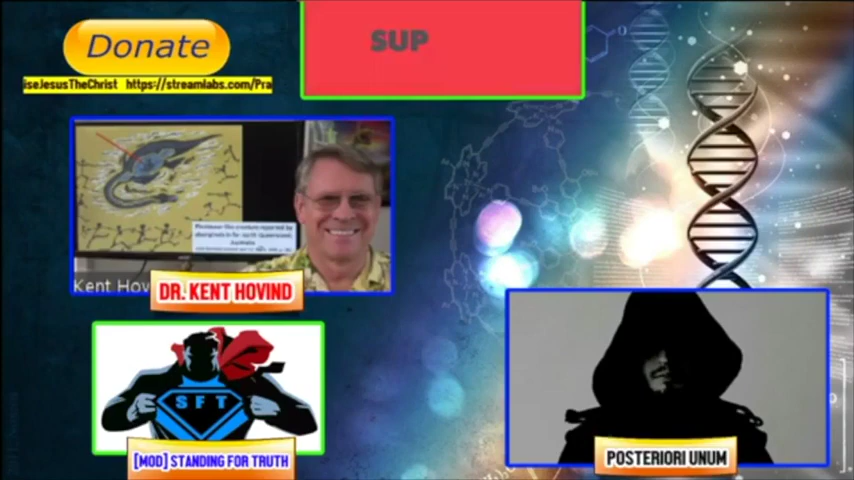 Donate
iseJesusTheChrist https://streamlabs.com/Pra
SUP
Kent Hov
DR. KENT HOVIND
SFT
[MOD] STANDING FOR TRUTH
POSTERIORI UNUM